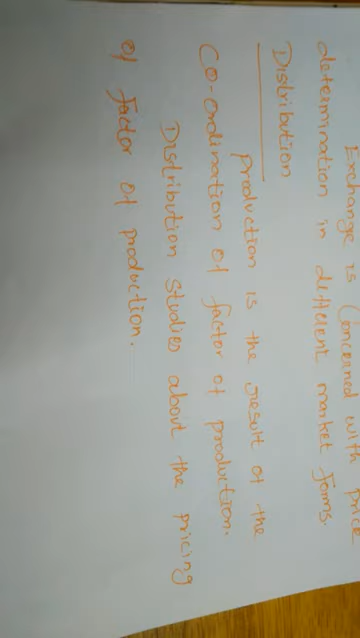 Exchange is Concerned with price
determination in different market forms.
Distribution
Production is the result of the
Co-ordination of factor of production.
Distribution studies about the pricing
of factor of production.